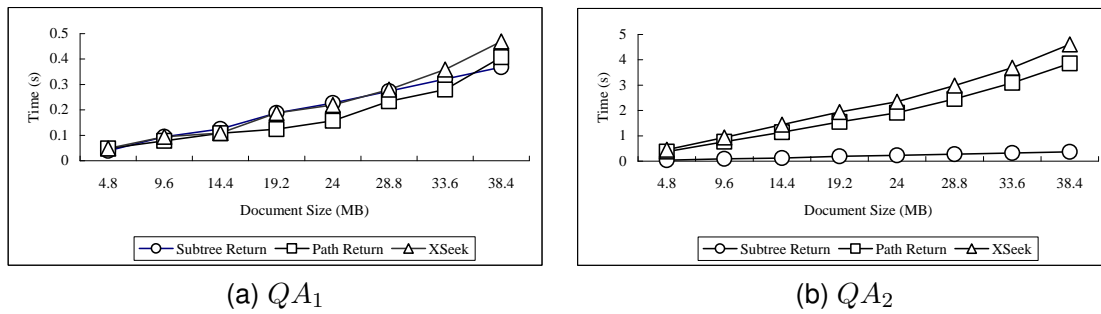 0.5
0.4
0.3
0.2
0.1
0
Time (s)
4.8 9.6 14.4 19.2 24 28.8 33.6 38.4
Document Size (MB)
Subtree Return Path Return XSeek
(a) QA1
5
4
3
2
1
0
Time (s)
4.8 9.6 14.4 19.2 24 28.8 33.6 38.4
Document Size (MB)
Subtree Return Path Return XSeek
(b) QA2